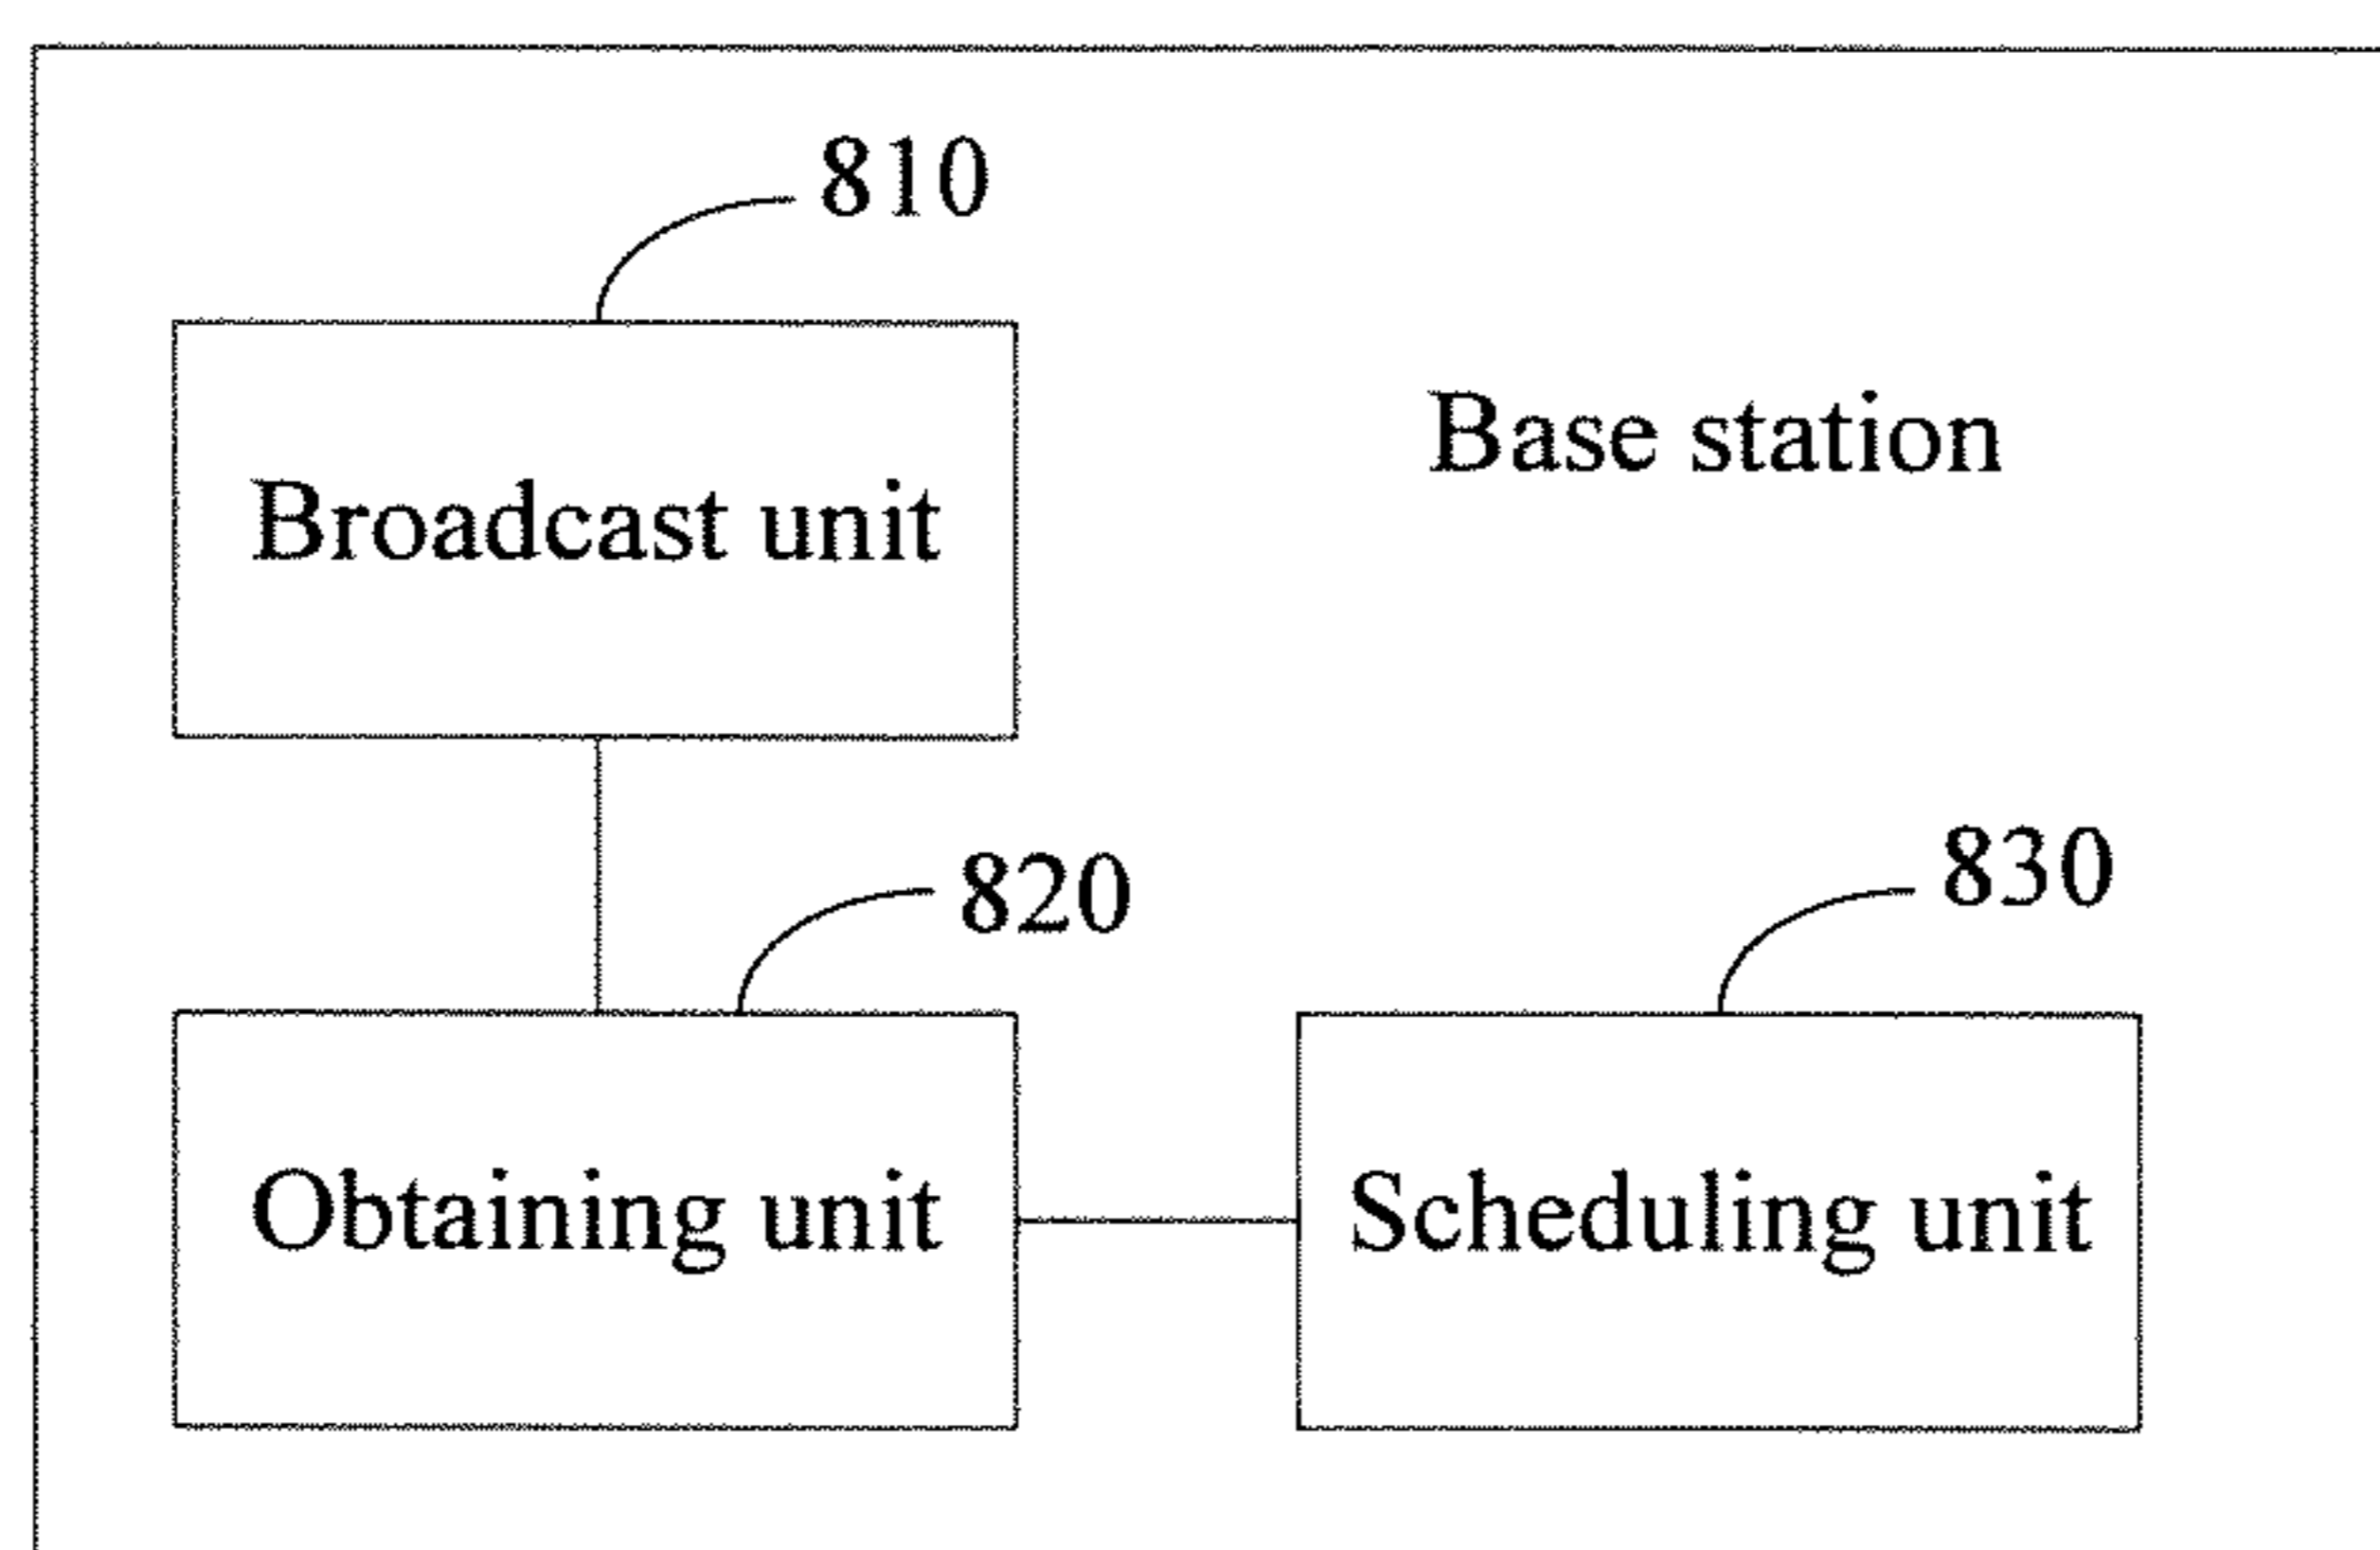 810
Base station
Broadcast unit
820
830
Obtaining unit
Scheduling unit